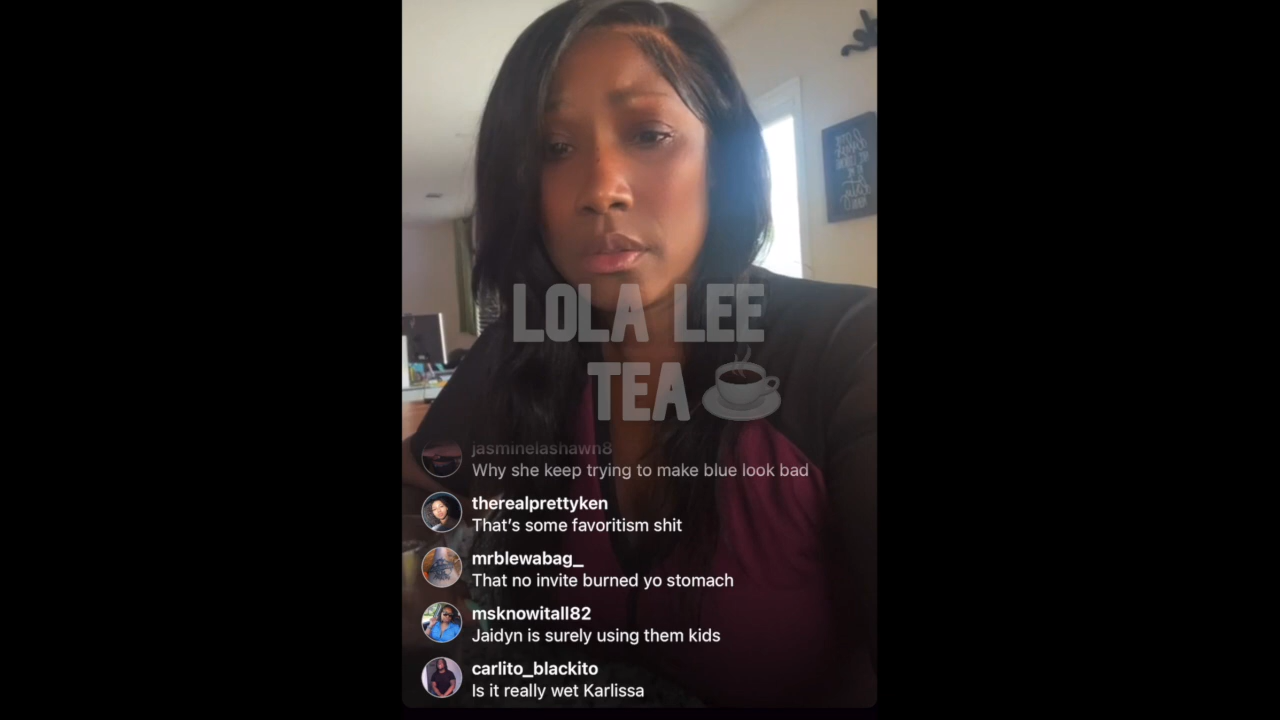 LOLA LEE
TEA
jasminelashawn8
Why she keep trying to make blue look bad
therealprettyken
That's some favoritism shit
mrblewabag_
That no invite burned yo stomach
msknowitall82
Jaidyn is surely using them kids
carlito_blackito
Is it really wet Karlissa